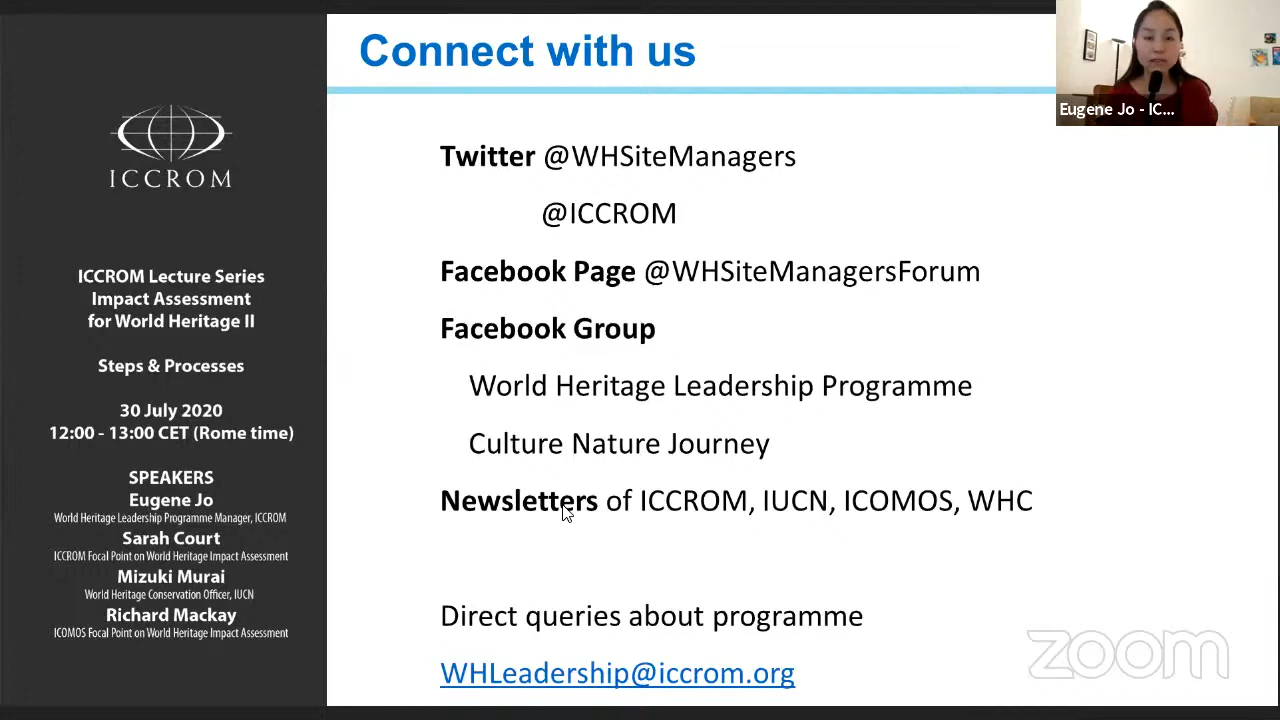 ICCROM
ICCROM Lecture Series
Impact Assessment
for World Heritage II
Steps & Processes
30 July 2020
12:00 - 13:00 CET (Rome time)
SPEAKERS
Eugene Jo
World Heritage Leadership Programme Manager, ICCROM
Sarah Court
ICCROM Focal Point on World Heritage Impact Assessment
Mizuki Murai
World Heritage Conservation Officer, IUCN
Richard Mackay
ICOMOS Focal Point on World Heritage Impact Assessment
Connect with us
Twitter @WHSiteManagers
@ICCROM
Facebook Page @WHSiteManagersForum
Facebook Group
World Heritage Leadership Programme
Culture Nature Journey
Newsletters of ICCROM, IUCN, ICOMOS, WHC
Direct queries about programme
WHLeadership@iccrom.org
Eugene Jo - IC...
zoom